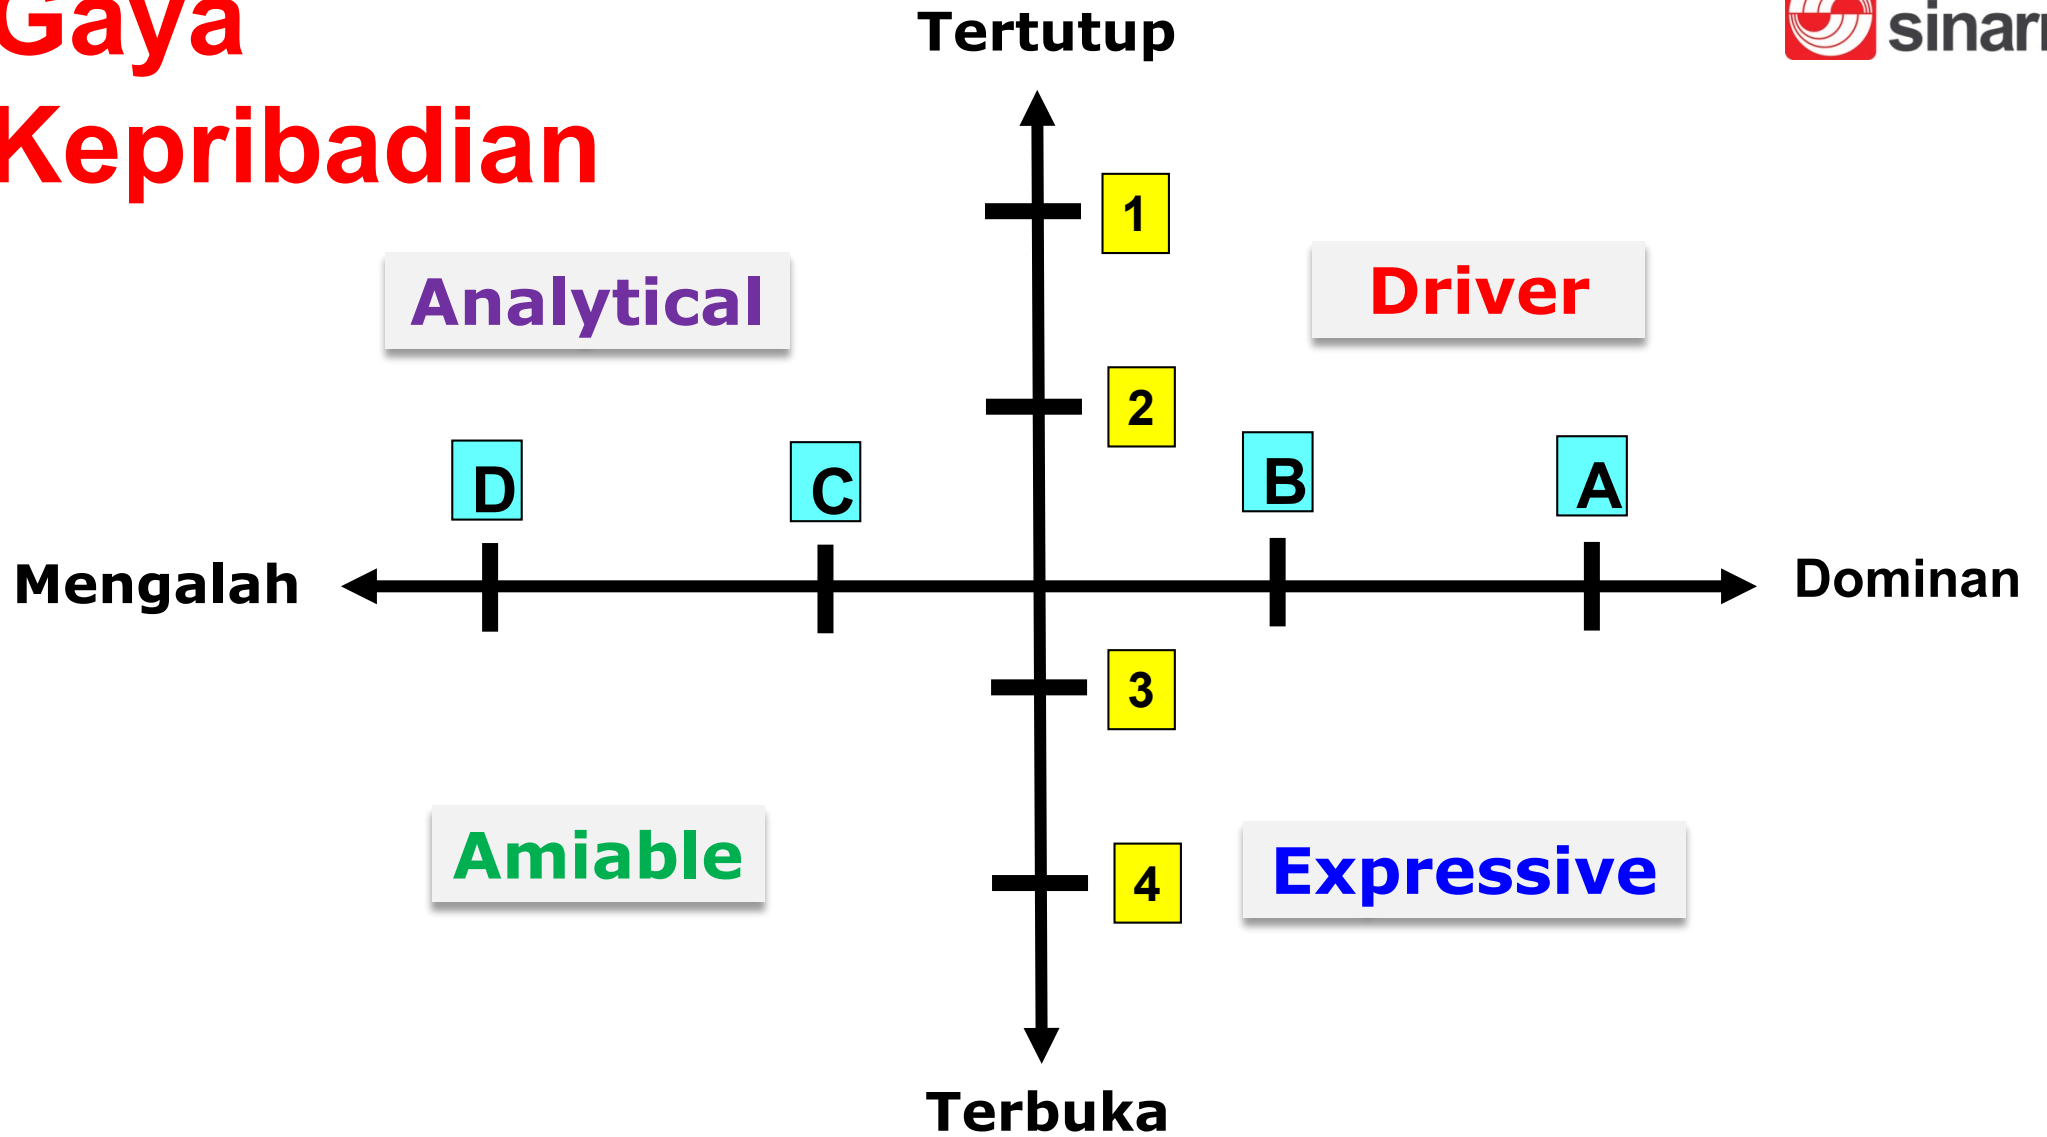 Gaya
Kepribadian
Tertutup
1
Analytical
Driver
2
D
C
B
A
Mengalah
Dominan
3
Amiable
4
Expressive
Terbuka